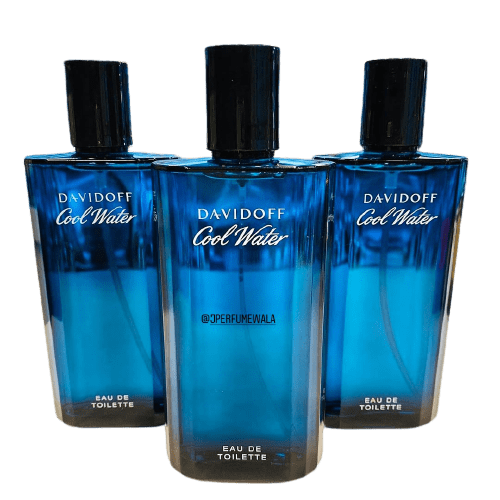 DAVIDOFF
Cool Water
EAU DE
TOILETTE
DAVIDOFF
Cool Water
@JPERFUMEWALA
EAU DE
TOILETTE
DAVIDOFF
Cool Water
EAU DE
TOILETTE